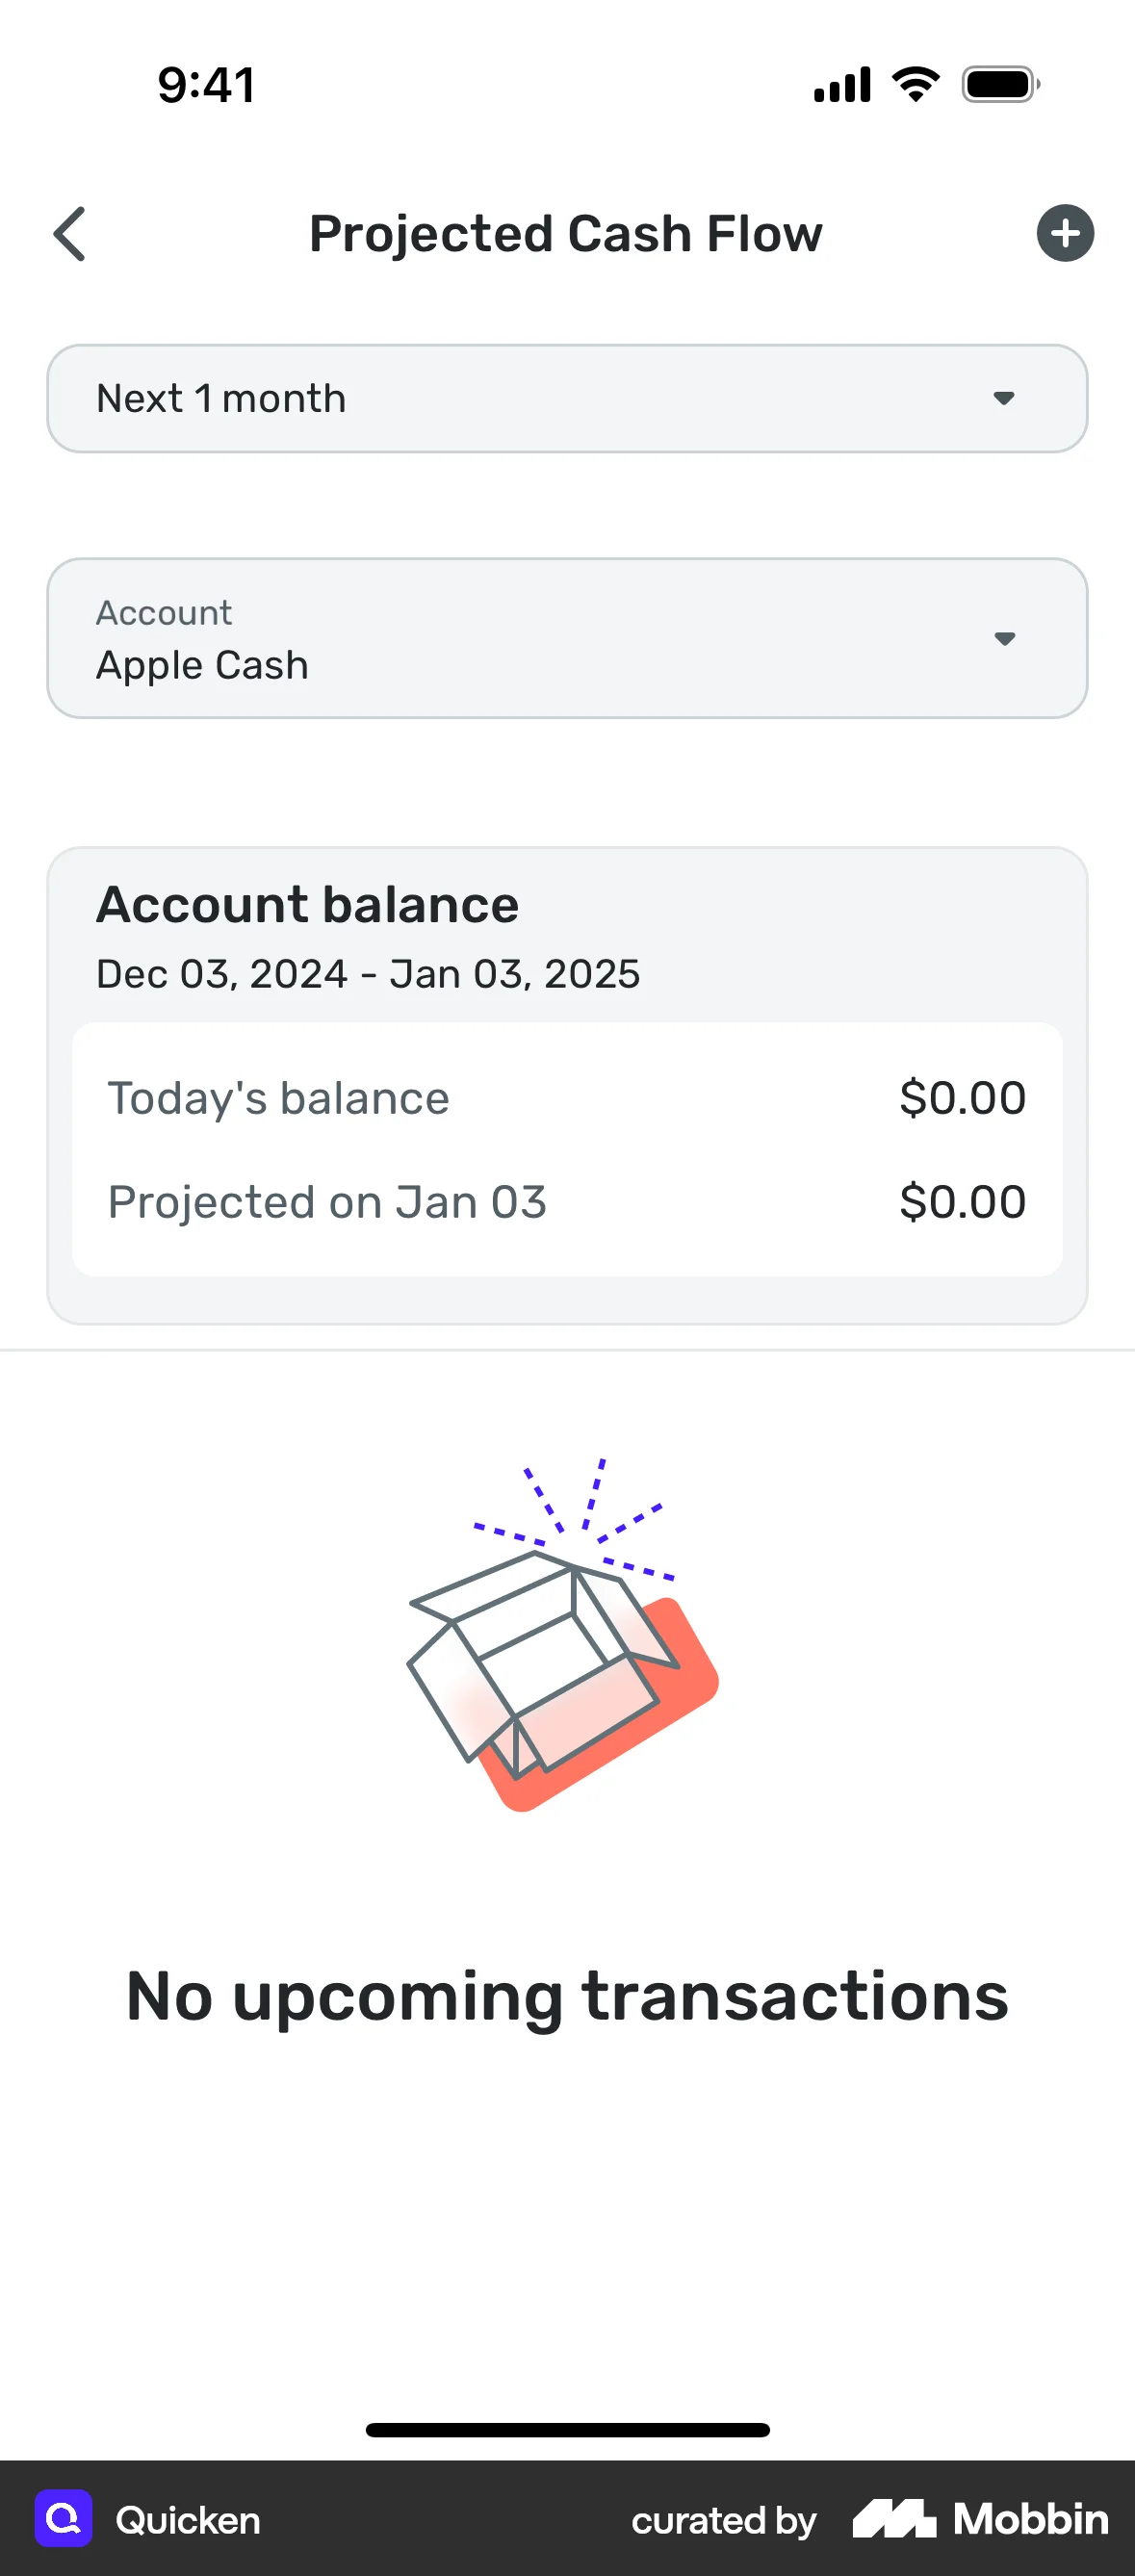 9:41
Projected Cash Flow
Next 1 month
Account
Apple Cash
Account balance
Dec 03, 2024 - Jan 03, 2025
Today's balance $0.00
Projected on Jan 03 $0.00
No upcoming transactions
Quicken curated by Mobbin